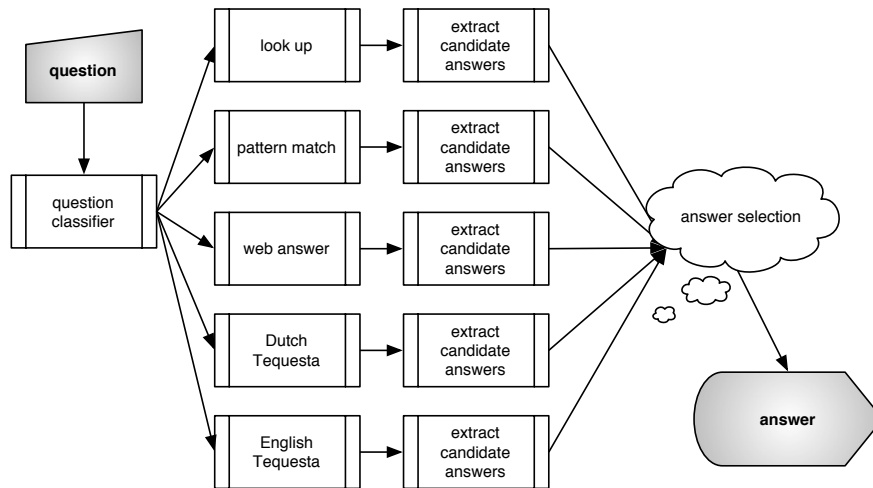 question
question
classifier
look up
extract
candidate
answers
pattern match
extract
candidate
answers
web answer
extract
candidate
answers
Dutch
Tequesta
extract
candidate
answers
English
Tequesta
extract
candidate
answers
answer selection
answer